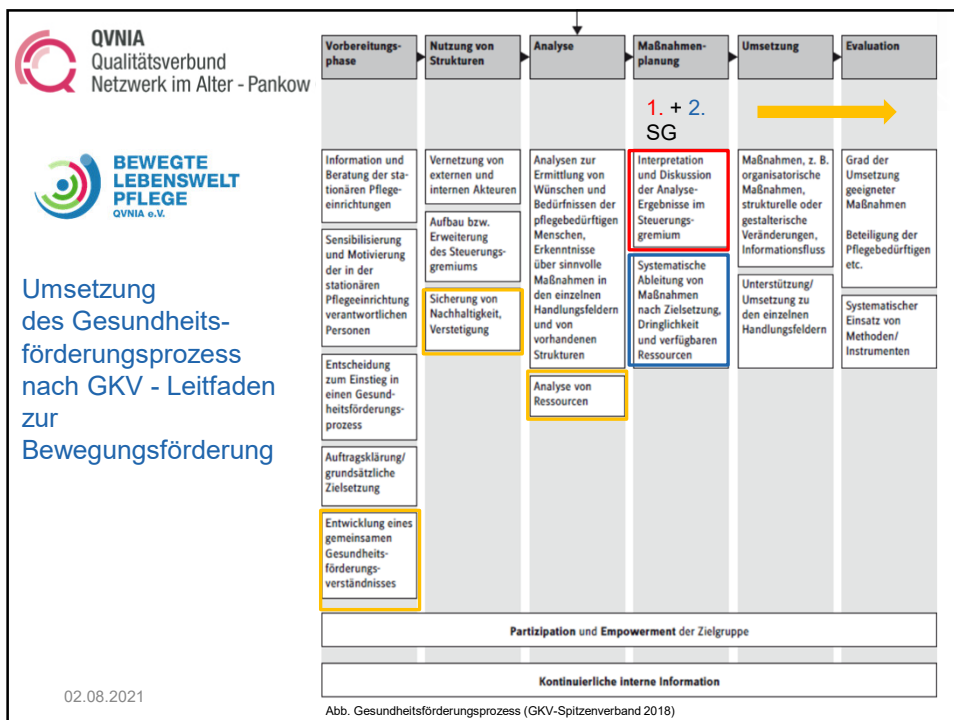 QVNIA
Qualitätsverbund
Netzwerk im Alter - Pankow
BEWEGTE
LEBENSWELT
PFLEGE
QVNIA e.V.
Umsetzung
des Gesundheits-
förderungsprozess
nach GKV - Leitfaden
zur
Bewegungsförderung
02.08.2021
Vorbereitungs-
phase
Nutzung von
Strukturen
Analyse
Maßnahmen-
planung
Umsetzung
Evaluation
1. + 2.
SG
Information und
Beratung der sta-
tionären Pflege-
einrichtungen
Sensibilisierung
und Motivierung
der in der
stationären
Pflegeeinrichtung
verantwortlichen
Personen
Entscheidung
zum Einstieg in
einen Gesund-
heitsförderungs-
prozess
Auftragsklärung/
grundsätzliche
Zielsetzung
Entwicklung eines
gemeinsamen
Gesundheits-
förderungs-
verständnisses
Vernetzung von
externen und
internen Akteuren
Aufbau bzw.
Erweiterung
des Steuerungs-
gremiums
Sicherung von
Nachhaltigkeit,
Verstetigung
Analysen zur
Ermittlung von
Wünschen und
Bedürfnissen der
pflegebedürftigen
Menschen,
Erkenntnisse
über sinnvolle
Maßnahmen in
den einzelnen
Handlungsfeldern
und von
vorhandenen
Strukturen
Analyse von
Ressourcen
Interpretation
und Diskussion
der Analyse-
Ergebnisse im
Steuerungs-
gremium
Systematische
Ableitung von
Maßnahmen
nach Zielsetzung,
Dringlichkeit
und verfügbaren
Ressourcen
Maßnahmen, z. B.
organisatorische
Maßnahmen,
strukturelle oder
gestalterische
Veränderungen,
Informationsfluss
Unterstützung/
Umsetzung zu
den einzelnen
Handlungsfeldern
Grad der
Umsetzung
geeigneter
Maßnahmen
Beteiligung der
Pflegebedürftigen
etc.
Systematischer
Einsatz von
Methoden/
Instrumenten
Partizipation und Empowerment der Zielgruppe
Kontinuierliche interne Information
Abb. Gesundheitsförderungsprozess (GKV-Spitzenverband 2018)